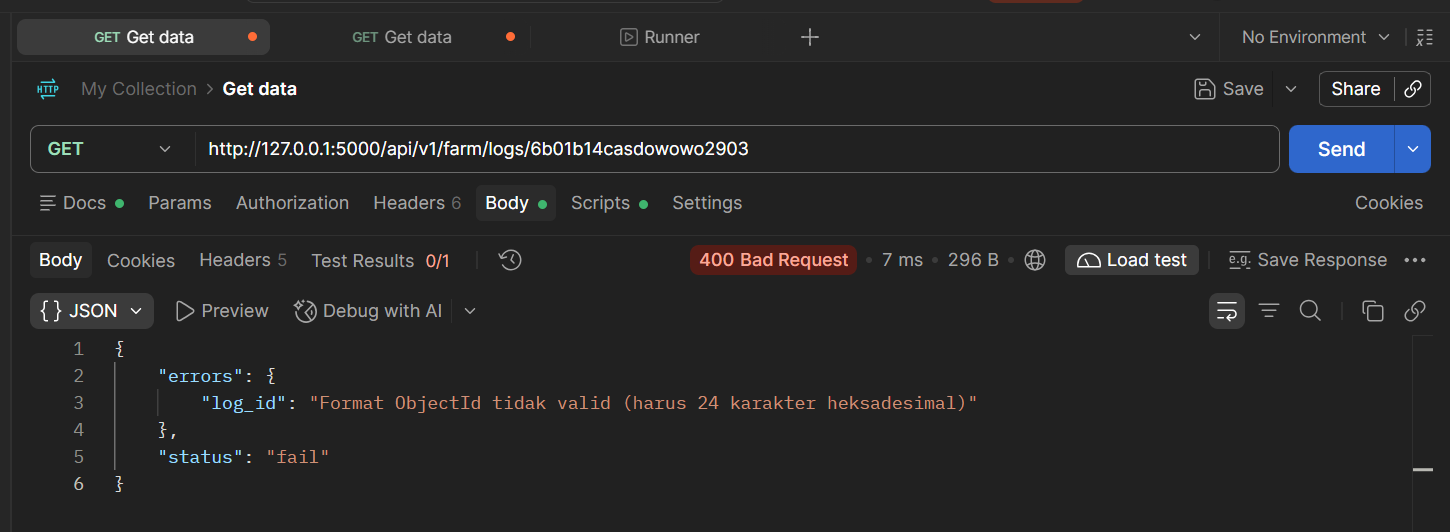 GET Get data
GET Get data
Runner
No Environment
HTTP
My Collection > Get data
Save
Share
GET
http://127.0.0.1:5000/api/v1/farm/logs/6b01b14casdowowo2903
Send
Docs
Params
Authorization
Headers 6
Body
Scripts
Settings
Cookies
Body
Cookies
Headers 5
Test Results 0/1
400 Bad Request
7 ms
296 B
Load test
e.g. Save Response
{} JSON
Preview
Debug with AI
1 {
2 "errors": {
3 "log_id": "Format ObjectId tidak valid (harus 24 karakter heksadesimal)"
4 },
5 "status": "fail"
6 }